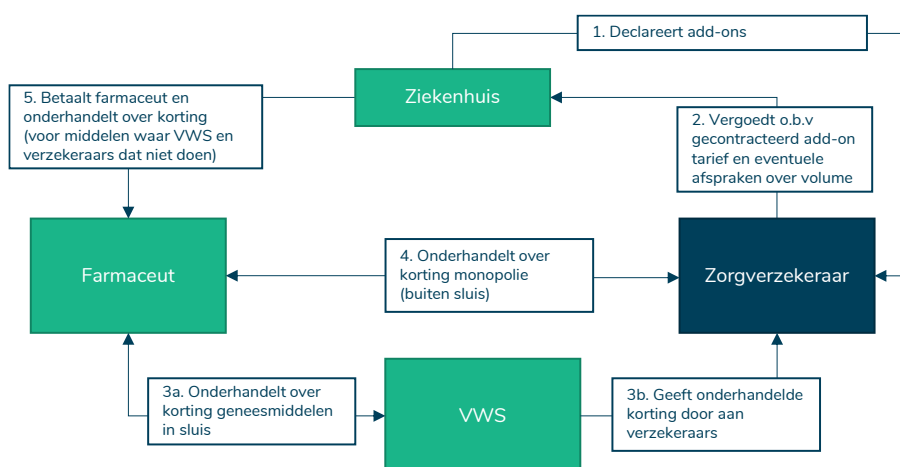 1. Declareert add-ons
Ziekenhuis
5. Betaalt farmaceut en
onderhandelt over korting
(voor middelen waar VWS en
verzekeraars dat niet doen)
2. Vergoedt o.b.v
gecontracteerd add-on
tarief en eventuele
afspraken over volume
Farmaceut
4. Onderhandelt over
korting monopolie
(buiten sluis)
Zorgverzekeraar
3a. Onderhandelt over
korting geneesmiddelen
in sluis
VWS
3b. Geeft onderhandelde
korting door aan
verzekeraars